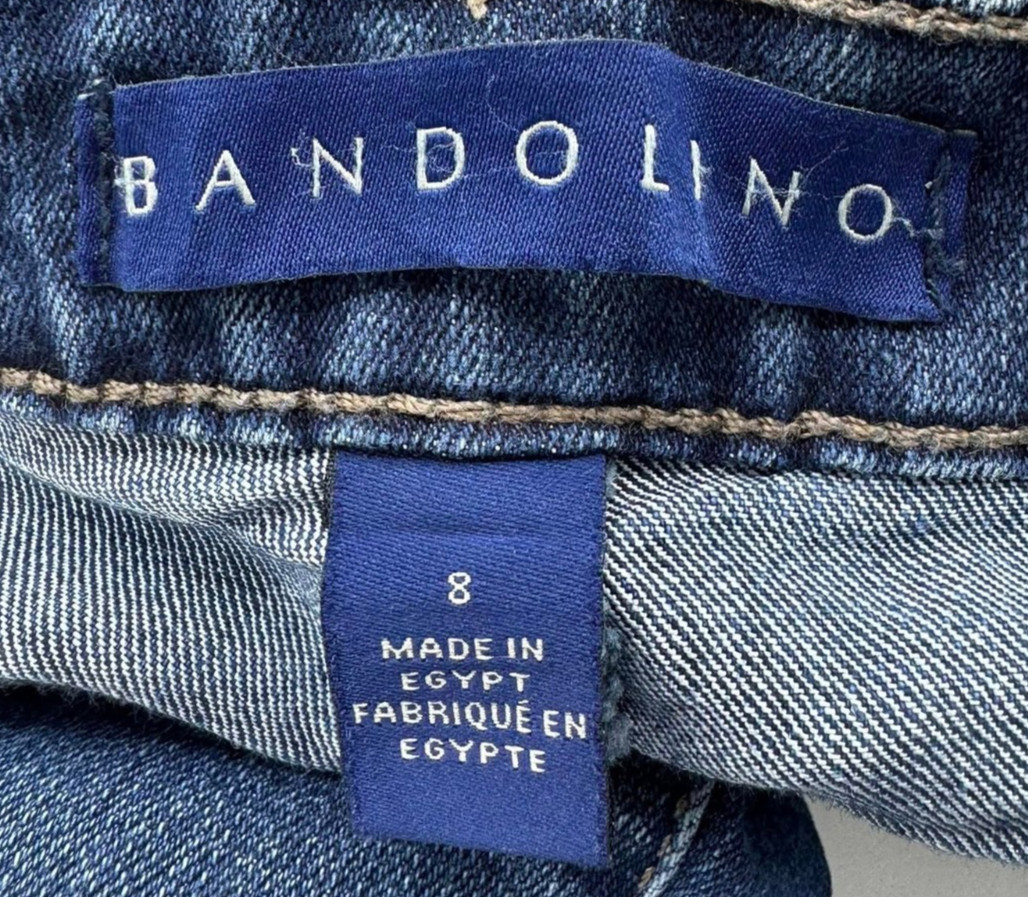 BANDOLINO
8
MADE IN
EGYPT
FABRIQUÉ EN
EGYPTE